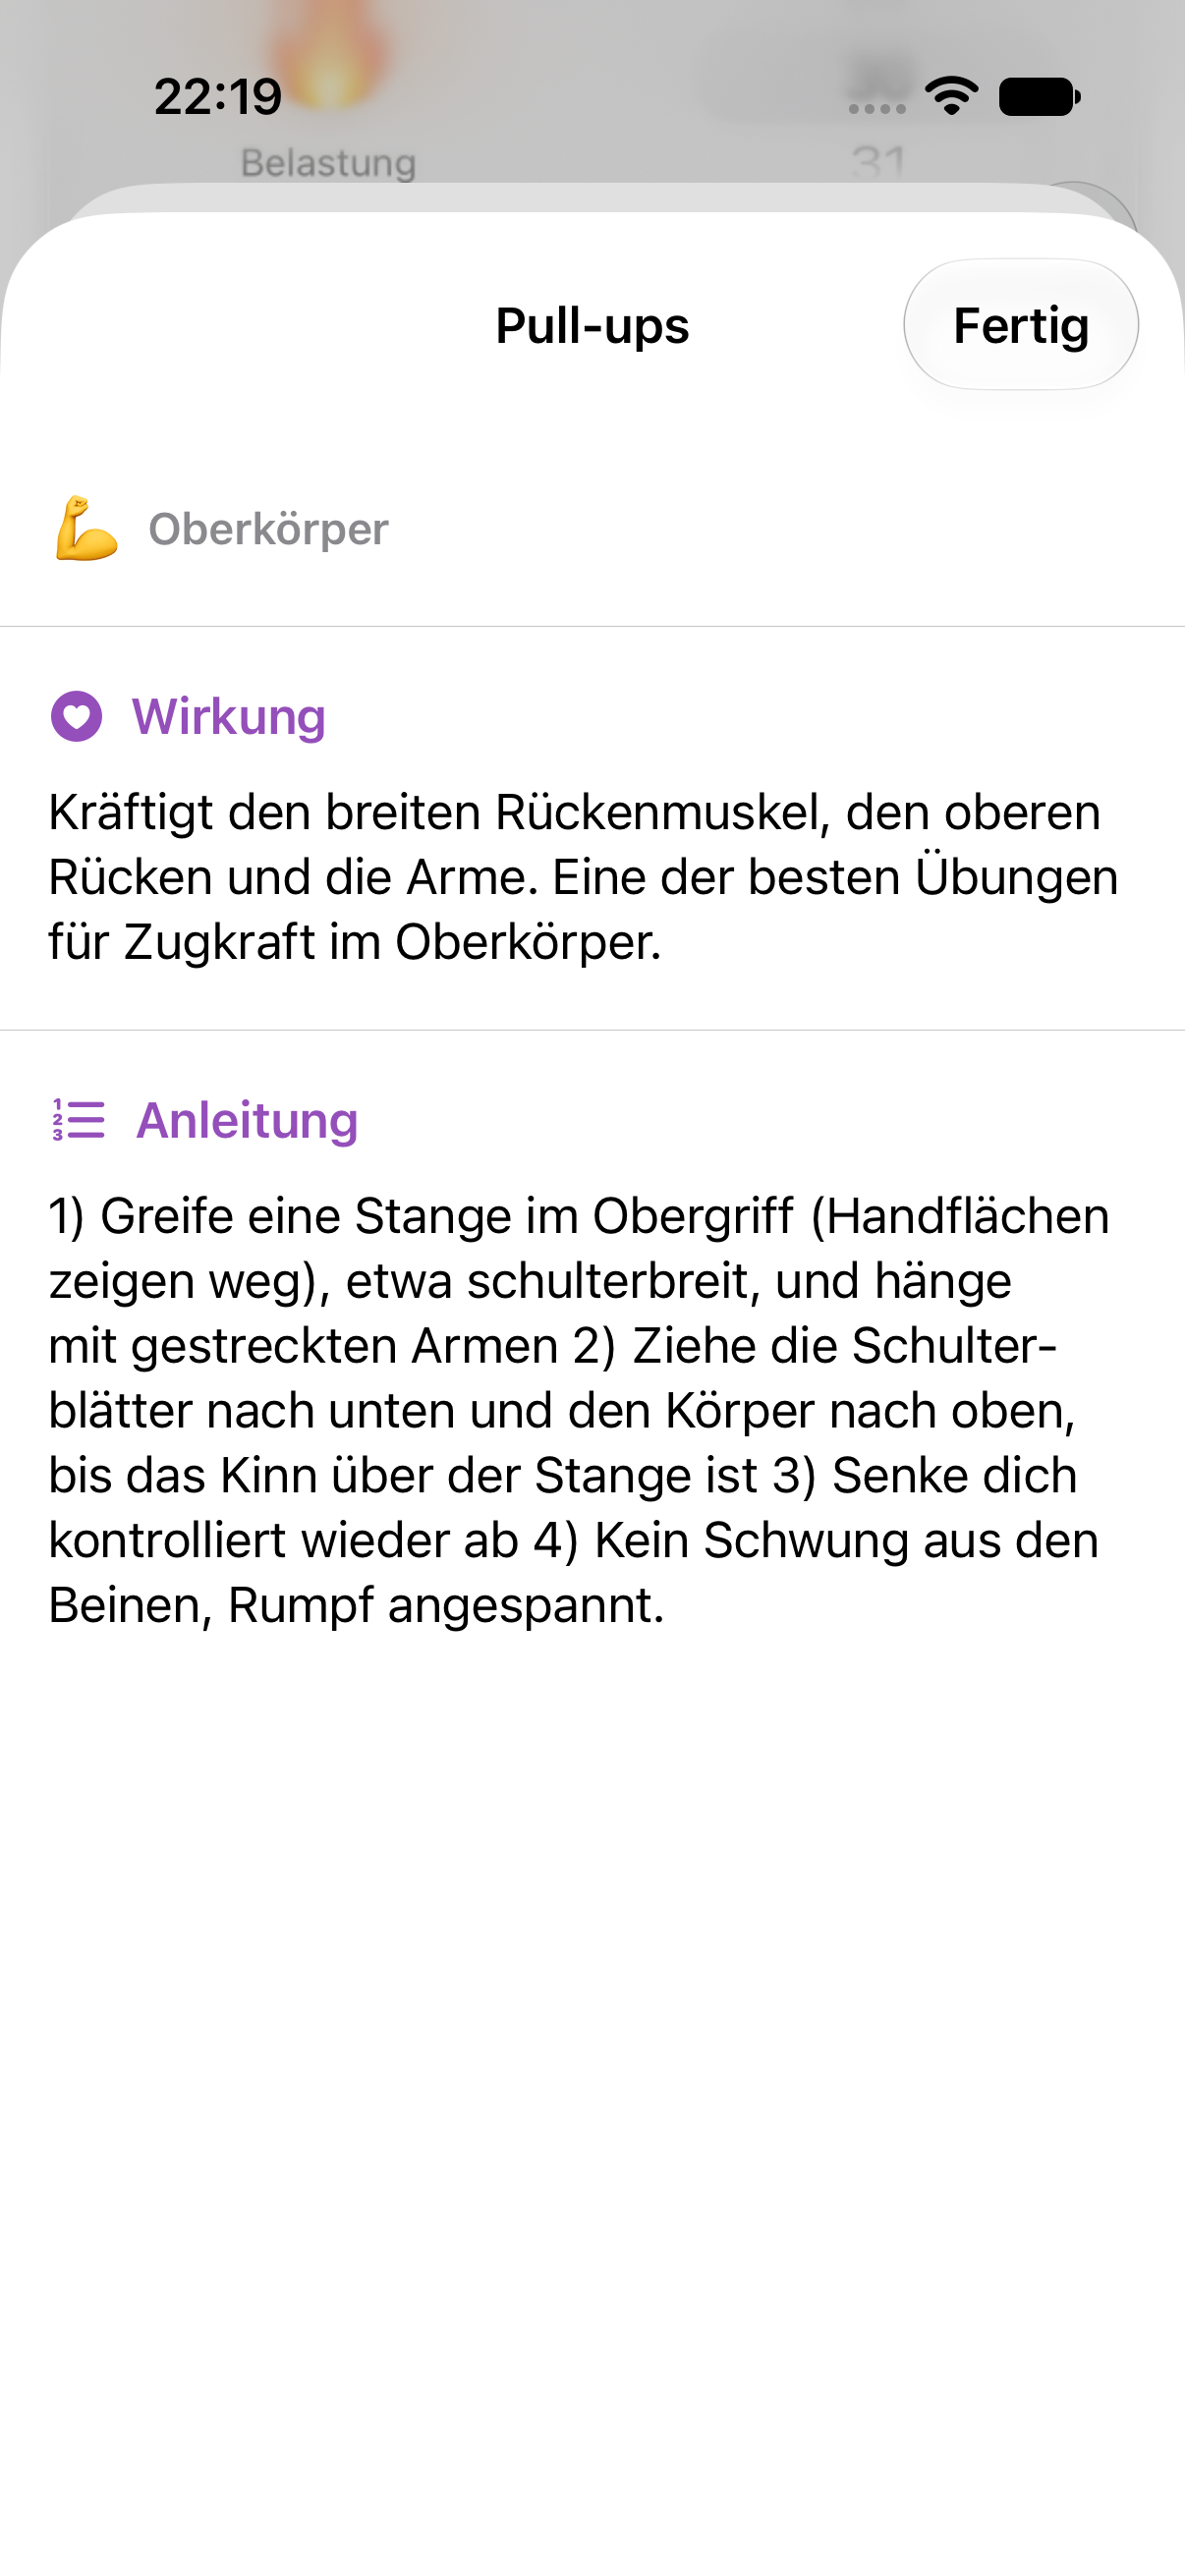 22:19
Belastung
31
Pull-ups
Fertig
Oberkörper
Wirkung
Kräftigt den breiten Rückenmuskel, den oberen
Rücken und die Arme. Eine der besten Übungen
für Zugkraft im Oberkörper.
1
2
3
Anleitung
1) Greife eine Stange im Obergriff (Handflächen
zeigen weg), etwa schulterbreit, und hänge
mit gestreckten Armen 2) Ziehe die Schulter-
blätter nach unten und den Körper nach oben,
bis das Kinn über der Stange ist 3) Senke dich
kontrolliert wieder ab 4) Kein Schwung aus den
Beinen, Rumpf angespannt.